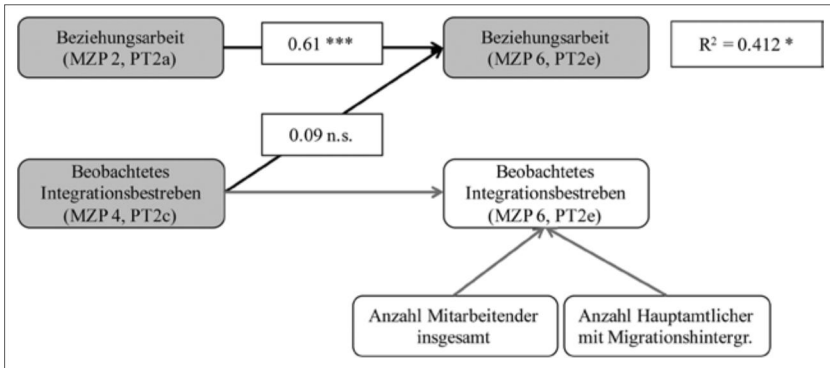 Beziehungsarbeit
(MZP 2, PT2a)
0.61 ***
Beziehungsarbeit
(MZP 6, PT2e)
R² = 0.412 *
0.09 n.s.
Beobachtetes
Integrationsbestreben
(MZP 4, PT2c)
Beobachtetes
Integrationsbestreben
(MZP 6, PT2e)
Anzahl Mitarbeitender
insgesamt
Anzahl Hauptamtlicher
mit Migrationshintergr.